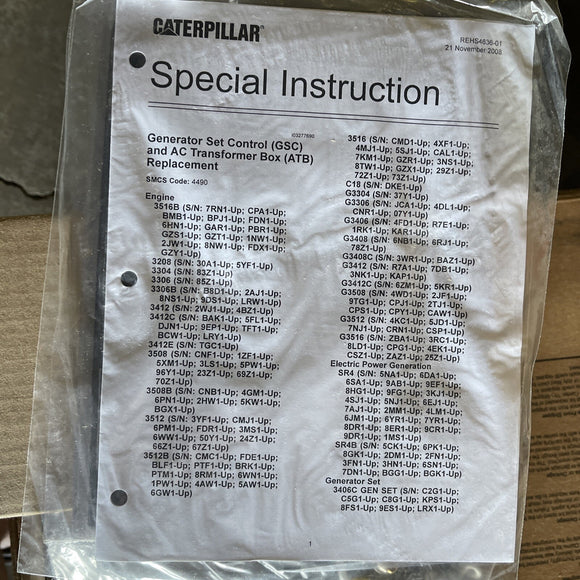 CATERPILLAR®
REHS4636-01
21 November 2008
Special Instruction
i03277690
Generator Set Control (GSC)
and AC Transformer Box (ATB)
Replacement
SMCS Code: 4490
Engine
3516B (S/N: 7RN1-Up; CPA1-Up;
BMB1-Up; BPJ1-Up; FDN1-Up;
6HN1-Up; GAR1-Up; PBR1-Up;
GZS1-Up; GZT1-Up; 1NW1-Up;
2JW1-Up; 8NW1-Up; FDX1-Up;
GZY1-Up)
3208 (S/N: 30A1-Up; 5YF1-Up)
3304 (S/N: 83Z1-Up)
3306 (S/N: 85Z1-Up)
3306B (S/N: B8D1-Up; 2AJ1-Up;
8NS1-Up; 9DS1-Up; LRW1-Up)
3412 (S/N: 2WJ1-Up; 4BZ1-Up)
3412C (S/N: BAK1-Up; 5FL1-Up;
DJN1-Up; 9EP1-Up; TFT1-Up;
BCW1-Up; LRY1-Up)
3412E (S/N: TGC1-Up)
3508 (S/N: CNF1-Up; 1ZF1-Up;
5XM1-Up; 3LS1-Up; 5PW1-Up;
96Y1-Up; 23Z1-Up; 69Z1-Up;
70Z1-Up)
3508B (S/N: CNB1-Up; 4GM1-Up;
6PN1-Up; 2HW1-Up; 5KW1-Up;
BGX1-Up)
3512 (S/N: 3YF1-Up; CMJ1-Up;
6PM1-Up; FDR1-Up; 3MS1-Up;
6WW1-Up; 50Y1-Up; 24Z1-Up;
66Z1-Up; 67Z1-Up)
3512B (S/N: CMC1-Up; FDE1-Up;
BLF1-Up; PTF1-Up; BRK1-Up;
PTM1-Up; 8RM1-Up; 6WN1-Up;
1PW1-Up; 4AW1-Up; 5AW1-Up;
6GW1-Up)
3516 (S/N: CMD1-Up; 4XF1-Up;
4MJ1-Up; 5SJ1-Up; CAL1-Up;
7KM1-Up; GZR1-Up; 3NS1-Up;
8TW1-Up; GZX1-Up; 29Z1-Up;
72Z1-Up; 73Z1-Up)
C18 (S/N: DKE1-Up)
G3304 (S/N: 37Y1-Up)
G3306 (S/N: JCA1-Up; 4DL1-Up;
CNR1-Up; 07Y1-Up)
G3406 (S/N: 4FD1-Up; R7E1-Up;
1RK1-Up; KAR1-Up)
G3408 (S/N: 6NB1-Up; 6RJ1-Up;
78Z1-Up)
G3408C (S/N: 3WR1-Up; BAZ1-Up)
G3412 (S/N: R7A1-Up; 7DB1-Up;
3NK1-Up; KAP1-Up)
G3412C (S/N: 6ZM1-Up; 5KR1-Up)
G3508 (S/N: 4WD1-Up; 2JF1-Up;
9TG1-Up; CPJ1-Up; 2TJ1-Up;
CPS1-Up; CPY1-Up; CAW1-Up)
G3512 (S/N: 4KC1-Up; 5JD1-Up;
7NJ1-Up; CRN1-Up; CSP1-Up)
G3516 (S/N: ZBA1-Up; 3RC1-Up;
8LD1-Up; CPG1-Up; 4EK1-Up;
CSZ1-Up; ZAZ1-Up; 25Z1-Up)
Electric Power Generation
SR4 (S/N: 5NA1-Up; 6DA1-Up;
6SA1-Up; 9AB1-Up; 9EF1-Up;
8HG1-Up; 9FG1-Up; 3KJ1-Up;
4SJ1-Up; 5NJ1-Up; 6EJ1-Up;
7AJ1-Up; 2MM1-Up; 4LM1-Up;
6JM1-Up; 6YR1-Up; 7YR1-Up;
8DR1-Up; 8ER1-Up; 9CR1-Up;
9DR1-Up; 1MS1-Up)
SR4B (S/N: 5CK1-Up; 6PK1-Up;
8GK1-Up; 2DM1-Up; 2FN1-Up;
3FN1-Up; 3HN1-Up; 6SN1-Up;
7DN1-Up; BGG1-Up; BGK1-Up)
Generator Set
3406C GEN SET (S/N: C2G1-Up;
C5G1-Up; C8G1-Up; KPS1-Up;
8FS1-Up; 9ES1-Up; LRX1-Up)
1